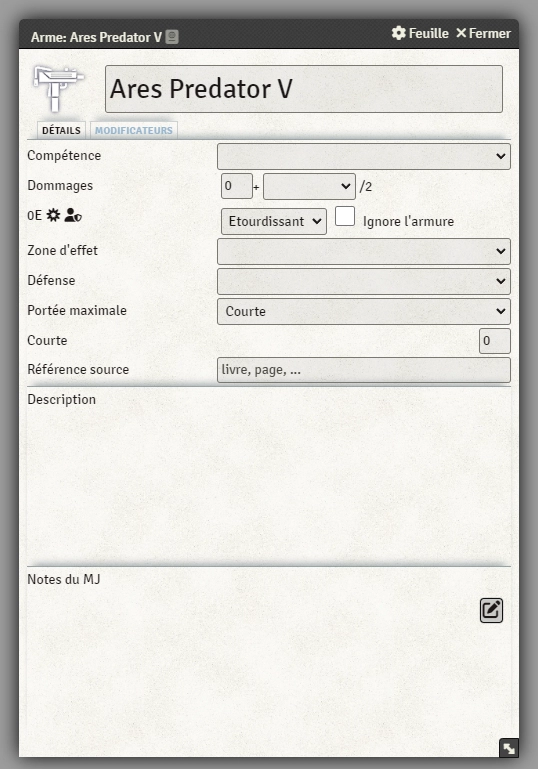 Arme: Ares Predator V
Feuille Fermer
Ares Predator V
DÉTAILS MODIFICATEURS
Compétence
Dommages 0 + /2
0E Etourdissant Ignore l'armure
Zone d'effet
Défense
Portée maximale Courte
Courte 0
Référence source livre, page, ...
Description
Notes du MJ